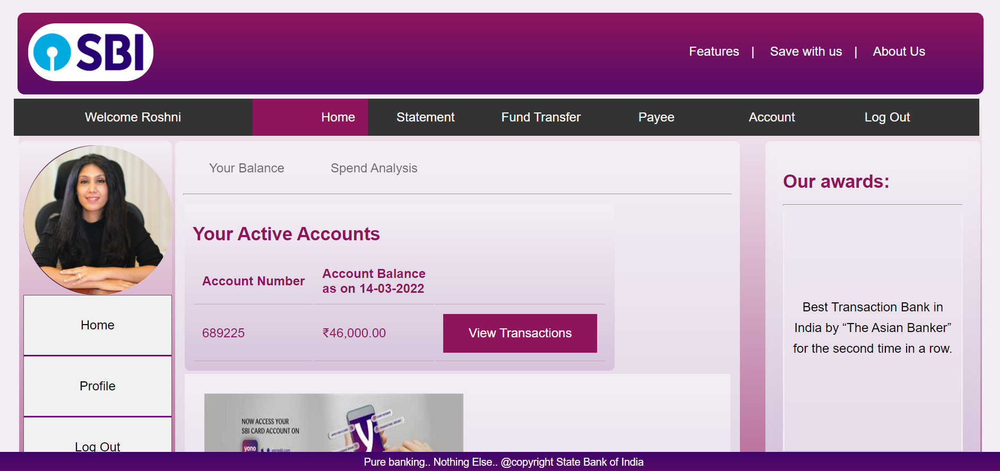 SBI
Features | Save with us | About Us
Welcome Roshni
Home
Statement
Fund Transfer
Payee
Account
Log Out
Your Balance
Spend Analysis
Your Active Accounts
Account Number
Account Balance
as on 14-03-2022
689225
₹46,000.00
View Transactions
NOW ACCESS YOUR
SBI CARD ACCOUNT ON
yono
yonosbi.com
Home
Profile
Log Out
Our awards:
Best Transaction Bank in
India by “The Asian Banker”
for the second time in a row.
Pure banking.. Nothing Else.. @copyright State Bank of India